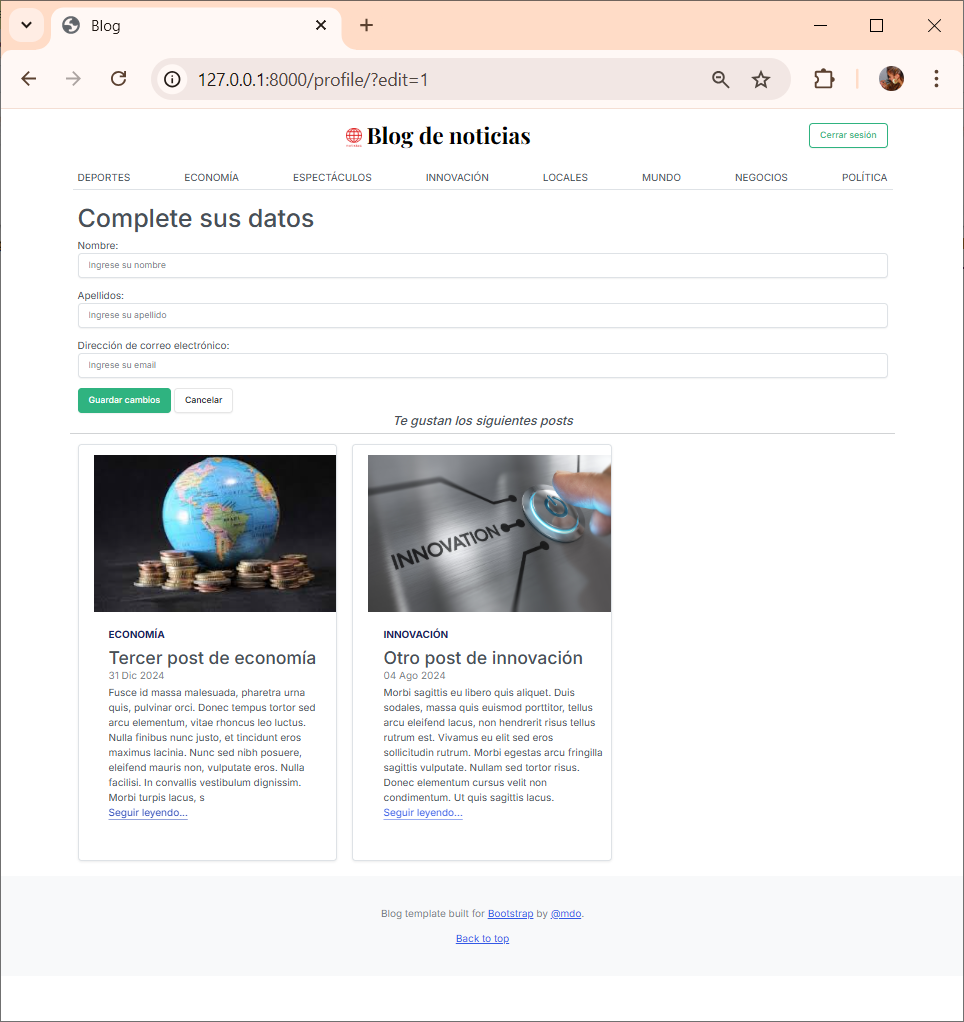 Blog
127.0.0.1:8000/profile/?edit=1
Blog de noticias
Cerrar sesión
DEPORTES ECONOMÍA ESPECTÁCULOS INNOVACIÓN LOCALES MUNDO NEGOCIOS POLÍTICA
Complete sus datos
Nombre:
Ingrese su nombre
Apellidos:
Ingrese su apellido
Dirección de correo electrónico:
Ingrese su email
Guardar cambios Cancelar
Te gustan los siguientes posts
BRASIL
ECONOMÍA
Tercer post de economía
31 Dic 2024
Fusce id massa malesuada, pharetra urna
quis, pulvinar orci. Donec tempus tortor sed
arcu elementum, vitae rhoncus leo luctus.
Nulla finibus nunc justo, et tincidunt eros
maximus lacinia. Nunc sed nibh posuere,
eleifend mauris non, vulputate eros. Nulla
facilisi. In convallis vestibulum dignissim.
Morbi turpis lacus, s
Seguir leyendo...
INNOVATION
INNOVACIÓN
Otro post de innovación
04 Ago 2024
Morbi sagittis eu libero quis aliquet. Duis
sodales, massa quis euismod porttitor, tellus
arcu eleifend lacus, non hendrerit risus tellus
rutrum est. Vivamus eu elit sed eros
sollicitudin rutrum. Morbi egestas arcu fringilla
sagittis vulputate. Nullam sed tortor risus.
Donec elementum cursus velit non
condimentum. Ut quis sagittis lacus.
Seguir leyendo...
Blog template built for Bootstrap by @mdo.
Back to top